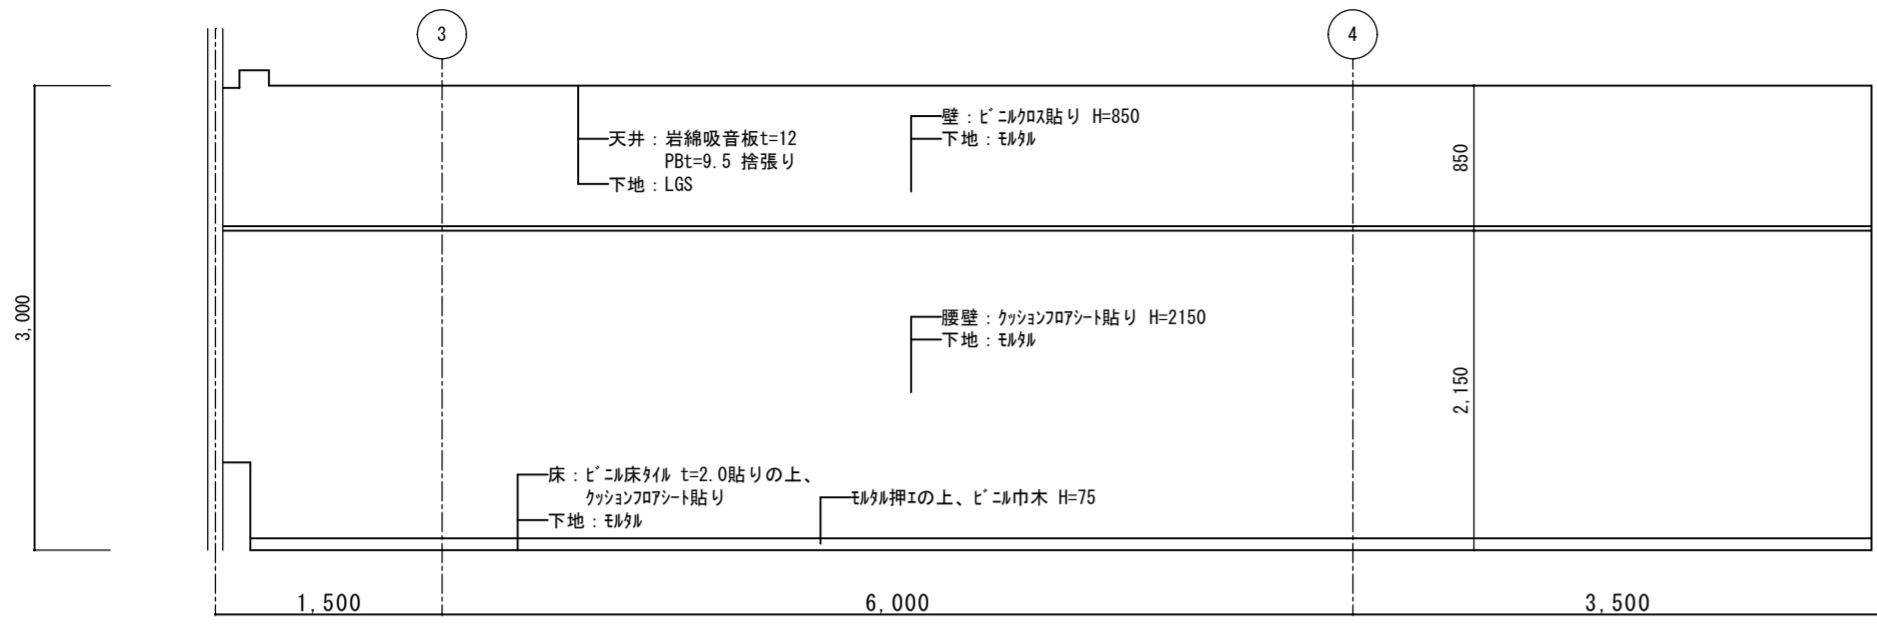 3
4
天井：岩綿吸音板t=12
PBt=9.5 捨張り
下地：LGS
壁：ﾋﾞﾆﾙｸﾛｽ貼り H=850
下地：ﾓﾙﾀﾙ
850
3,000
腰壁：ｸｯｼｮﾝﾌﾛｱｼｰﾄ貼り H=2150
下地：ﾓﾙﾀﾙ
2,150
床：ﾋﾞﾆﾙ床ﾀｲﾙ t=2.0貼りの上、
ｸｯｼｮﾝﾌﾛｱｼｰﾄ貼り
下地：ﾓﾙﾀﾙ
ﾓﾙﾀﾙ押ｴの上、ﾋﾞﾆﾙ巾木 H=75
1,500
6,000
3,500